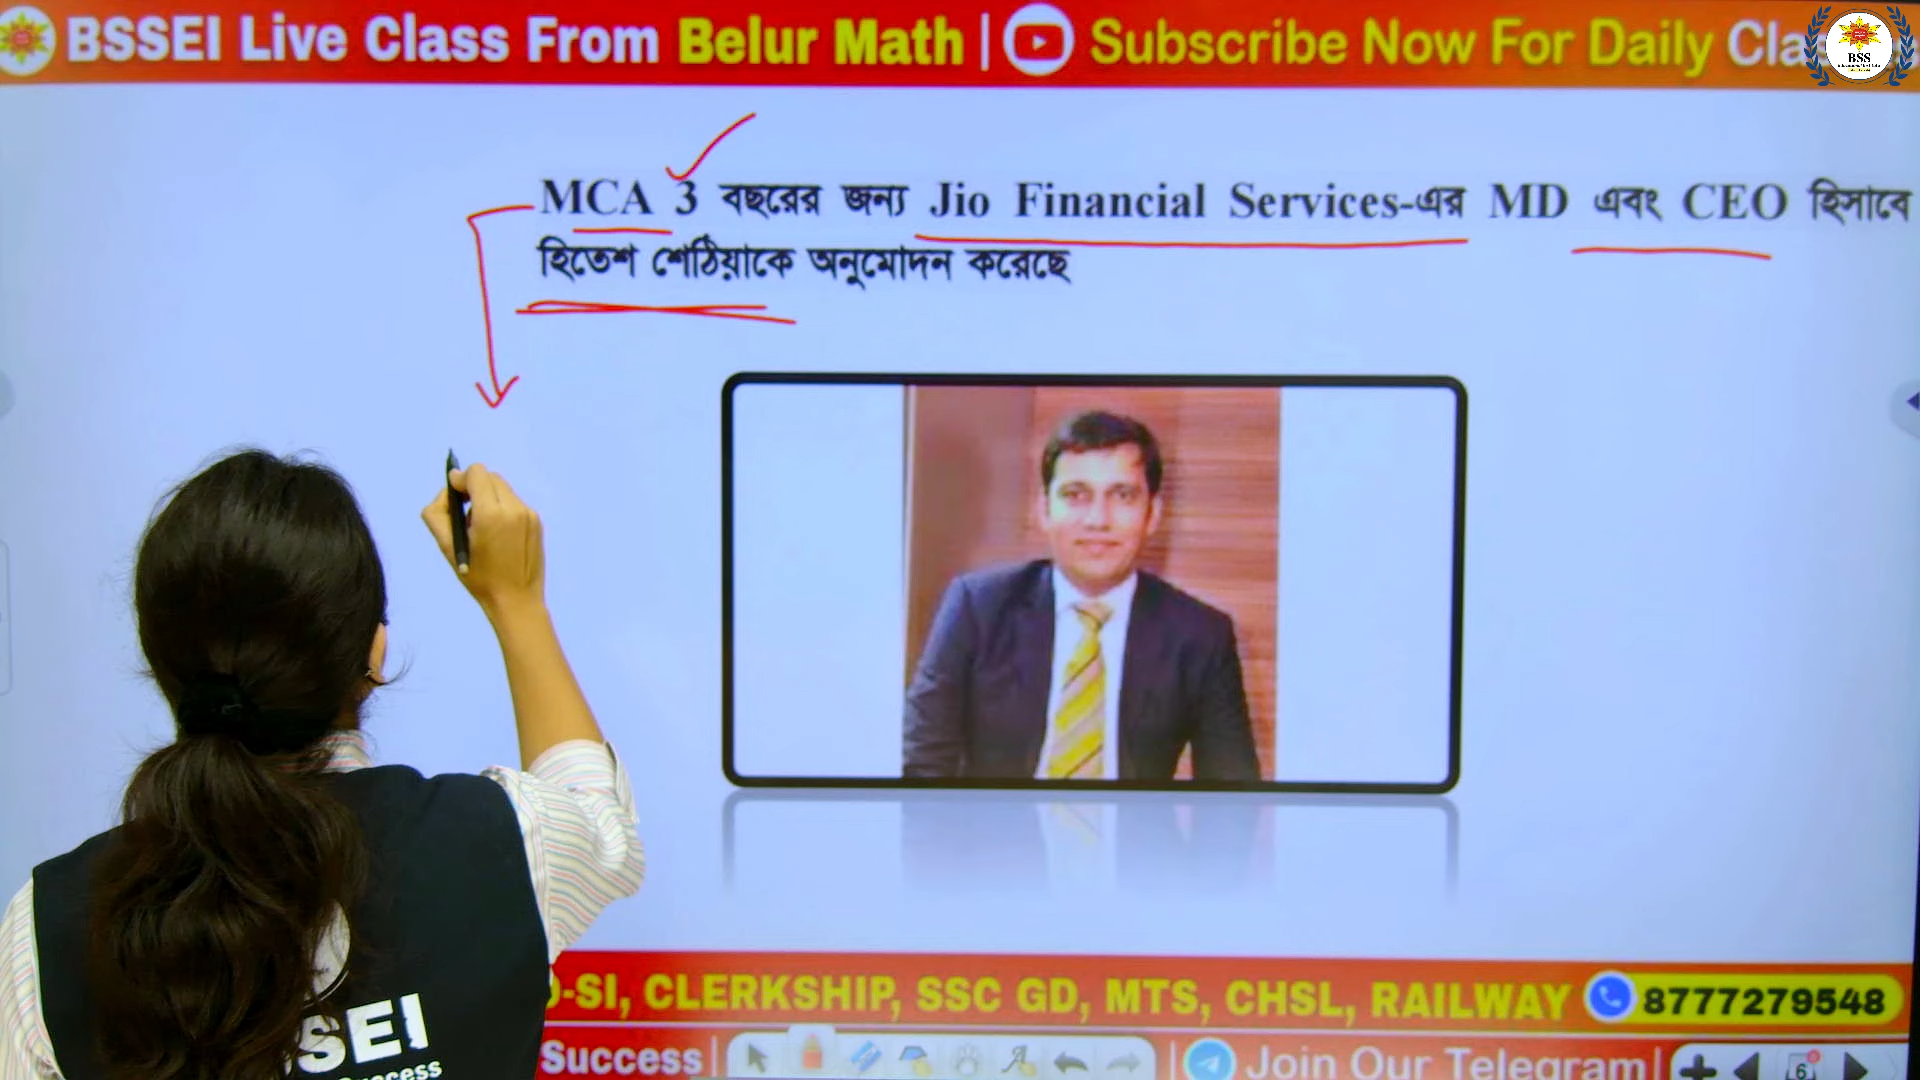 BSSEI Live Class From Belur Math | Subscribe Now For Daily Cla
BSS
MCA 3 বছরের জন্য Jio Financial Services-এর MD এবং CEO হিসাবে
হিতেশ শেঠিয়াকে অনুমোদন করেছে
-SI, CLERKSHIP, SSC GD, MTS, CHSL, RAILWAY 8777279548
SEI
Success | Join Our Telegram |
6